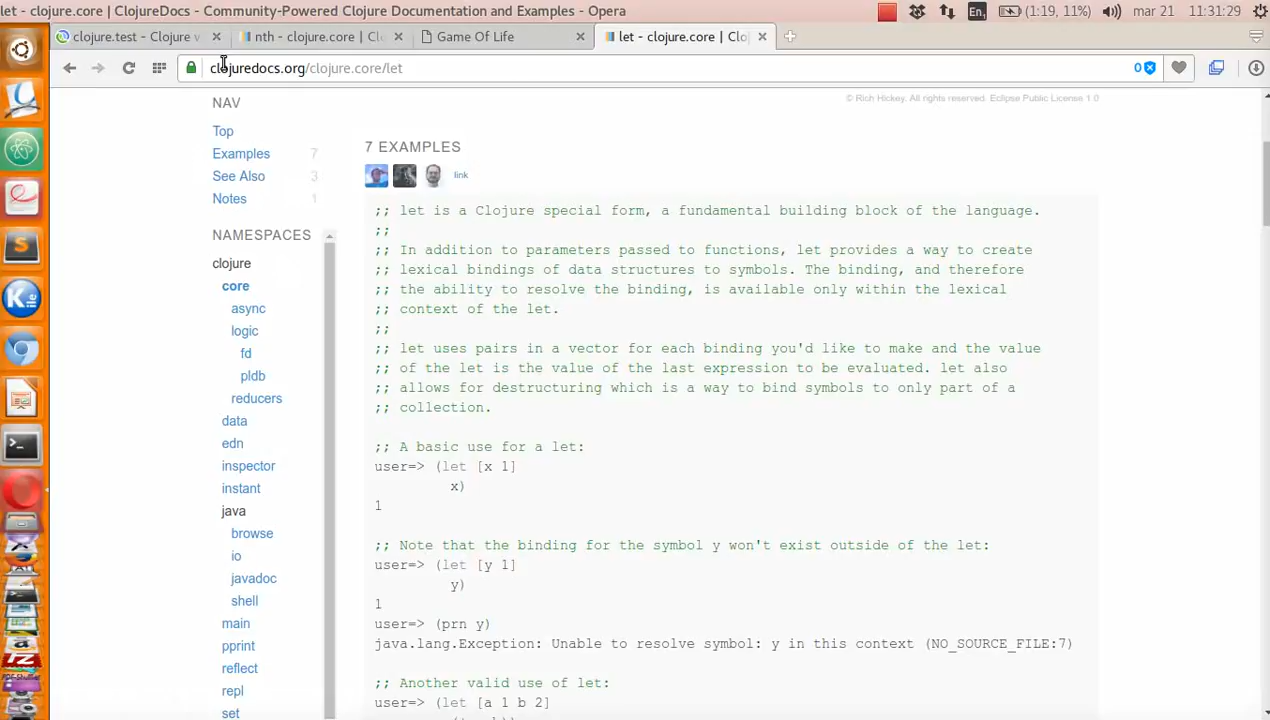 let - clojure.core | ClojureDocs - Community-Powered Clojure Documentation and Examples - Opera
En
(1:19, 11%)
mar 21
11:31:29
clojure.test - Clojure v
nth - clojure.core | Cl
Game Of Life
let - clojure.core | Clo
clojuredocs.org/clojure.core/let
0
© Rich Hickey. All rights reserved. Eclipse Public License 1.0
NAV
Top
Examples 7
See Also 3
Notes 1
NAMESPACES
clojure
core
async
logic
fd
pldb
reducers
data
edn
inspector
instant
java
browse
io
javadoc
shell
main
pprint
reflect
repl
set
7 EXAMPLES
link
;; let is a Clojure special form, a fundamental building block of the language.
;;
;; In addition to parameters passed to functions, let provides a way to create
;; lexical bindings of data structures to symbols. The binding, and therefore
;; the ability to resolve the binding, is available only within the lexical
;; context of the let.
;;
;; let uses pairs in a vector for each binding you'd like to make and the value
;; of the let is the value of the last expression to be evaluated. let also
;; allows for destructuring which is a way to bind symbols to only part of a
;; collection.
;; A basic use for a let:
user=> (let [x 1]
x)
1
;; Note that the binding for the symbol y won't exist outside of the let:
user=> (let [y 1]
y)
1
user=> (prn y)
java.lang.Exception: Unable to resolve symbol: y in this context (NO_SOURCE_FILE:7)
;; Another valid use of let:
user=> (let [a 1 b 2]